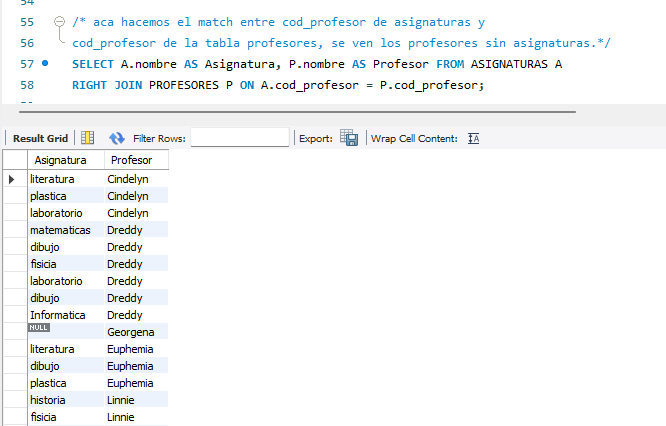 54
55 /* aca hacemos el match entre cod_profesor de asignaturas y
56 cod_profesor de la tabla profesores, se ven los profesores sin asignaturas.*/
57 SELECT A.nombre AS Asignatura, P.nombre AS Profesor FROM ASIGNATURAS A
58 RIGHT JOIN PROFESORES P ON A.cod_profesor = P.cod_profesor;
Result Grid Filter Rows: Export: Wrap Cell Content: IA
Asignatura Profesor
literatura Cindelyn
plastica Cindelyn
laboratorio Cindelyn
matematicas Dreddy
dibujo Dreddy
fisicia Dreddy
laboratorio Dreddy
dibujo Dreddy
Informatica Dreddy
NULL Georgena
literatura Euphemia
dibujo Euphemia
plastica Euphemia
historia Linnie
fisicia Linnie